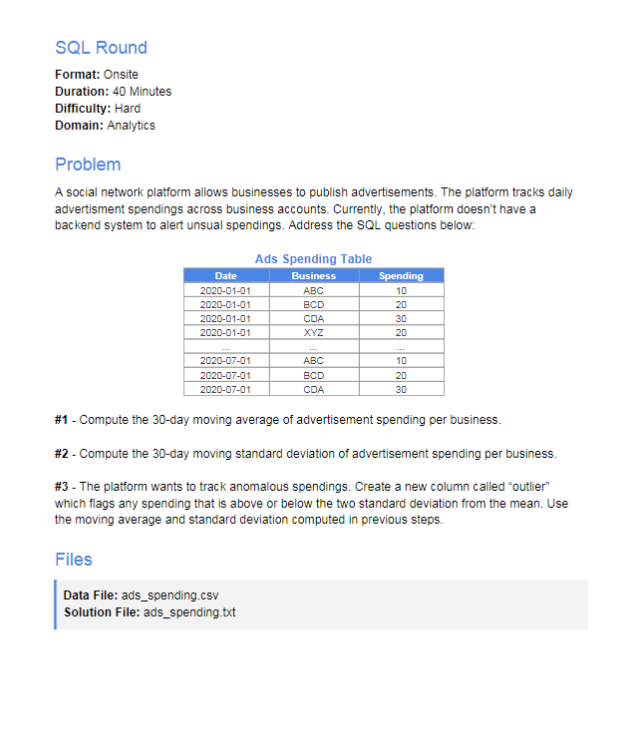 SQL Round
Format: Onsite
Duration: 40 Minutes
Difficulty: Hard
Domain: Analytics
Problem
A social network platform allows businesses to publish advertisements. The platform tracks daily
advertisment spendings across business accounts. Currently, the platform doesn't have a
backend system to alert unusual spendings. Address the SQL questions below:
Ads Spending Table
Date Business Spending
2020-01-01 ABC 10
2020-01-01 BCD 20
2020-01-01 CDA 30
2020-01-01 XYZ 20
... ... ...
2020-07-01 ABC 10
2020-07-01 BCD 20
2020-07-01 CDA 30
#1 - Compute the 30-day moving average of advertisement spending per business.
#2 - Compute the 30-day moving standard deviation of advertisement spending per business.
#3 - The platform wants to track anomalous spendings. Create a new column called "outlier"
which flags any spending that is above or below the two standard deviation from the mean. Use
the moving average and standard deviation computed in previous steps.
Files
Data File: ads_spending.csv
Solution File: ads_spending.txt